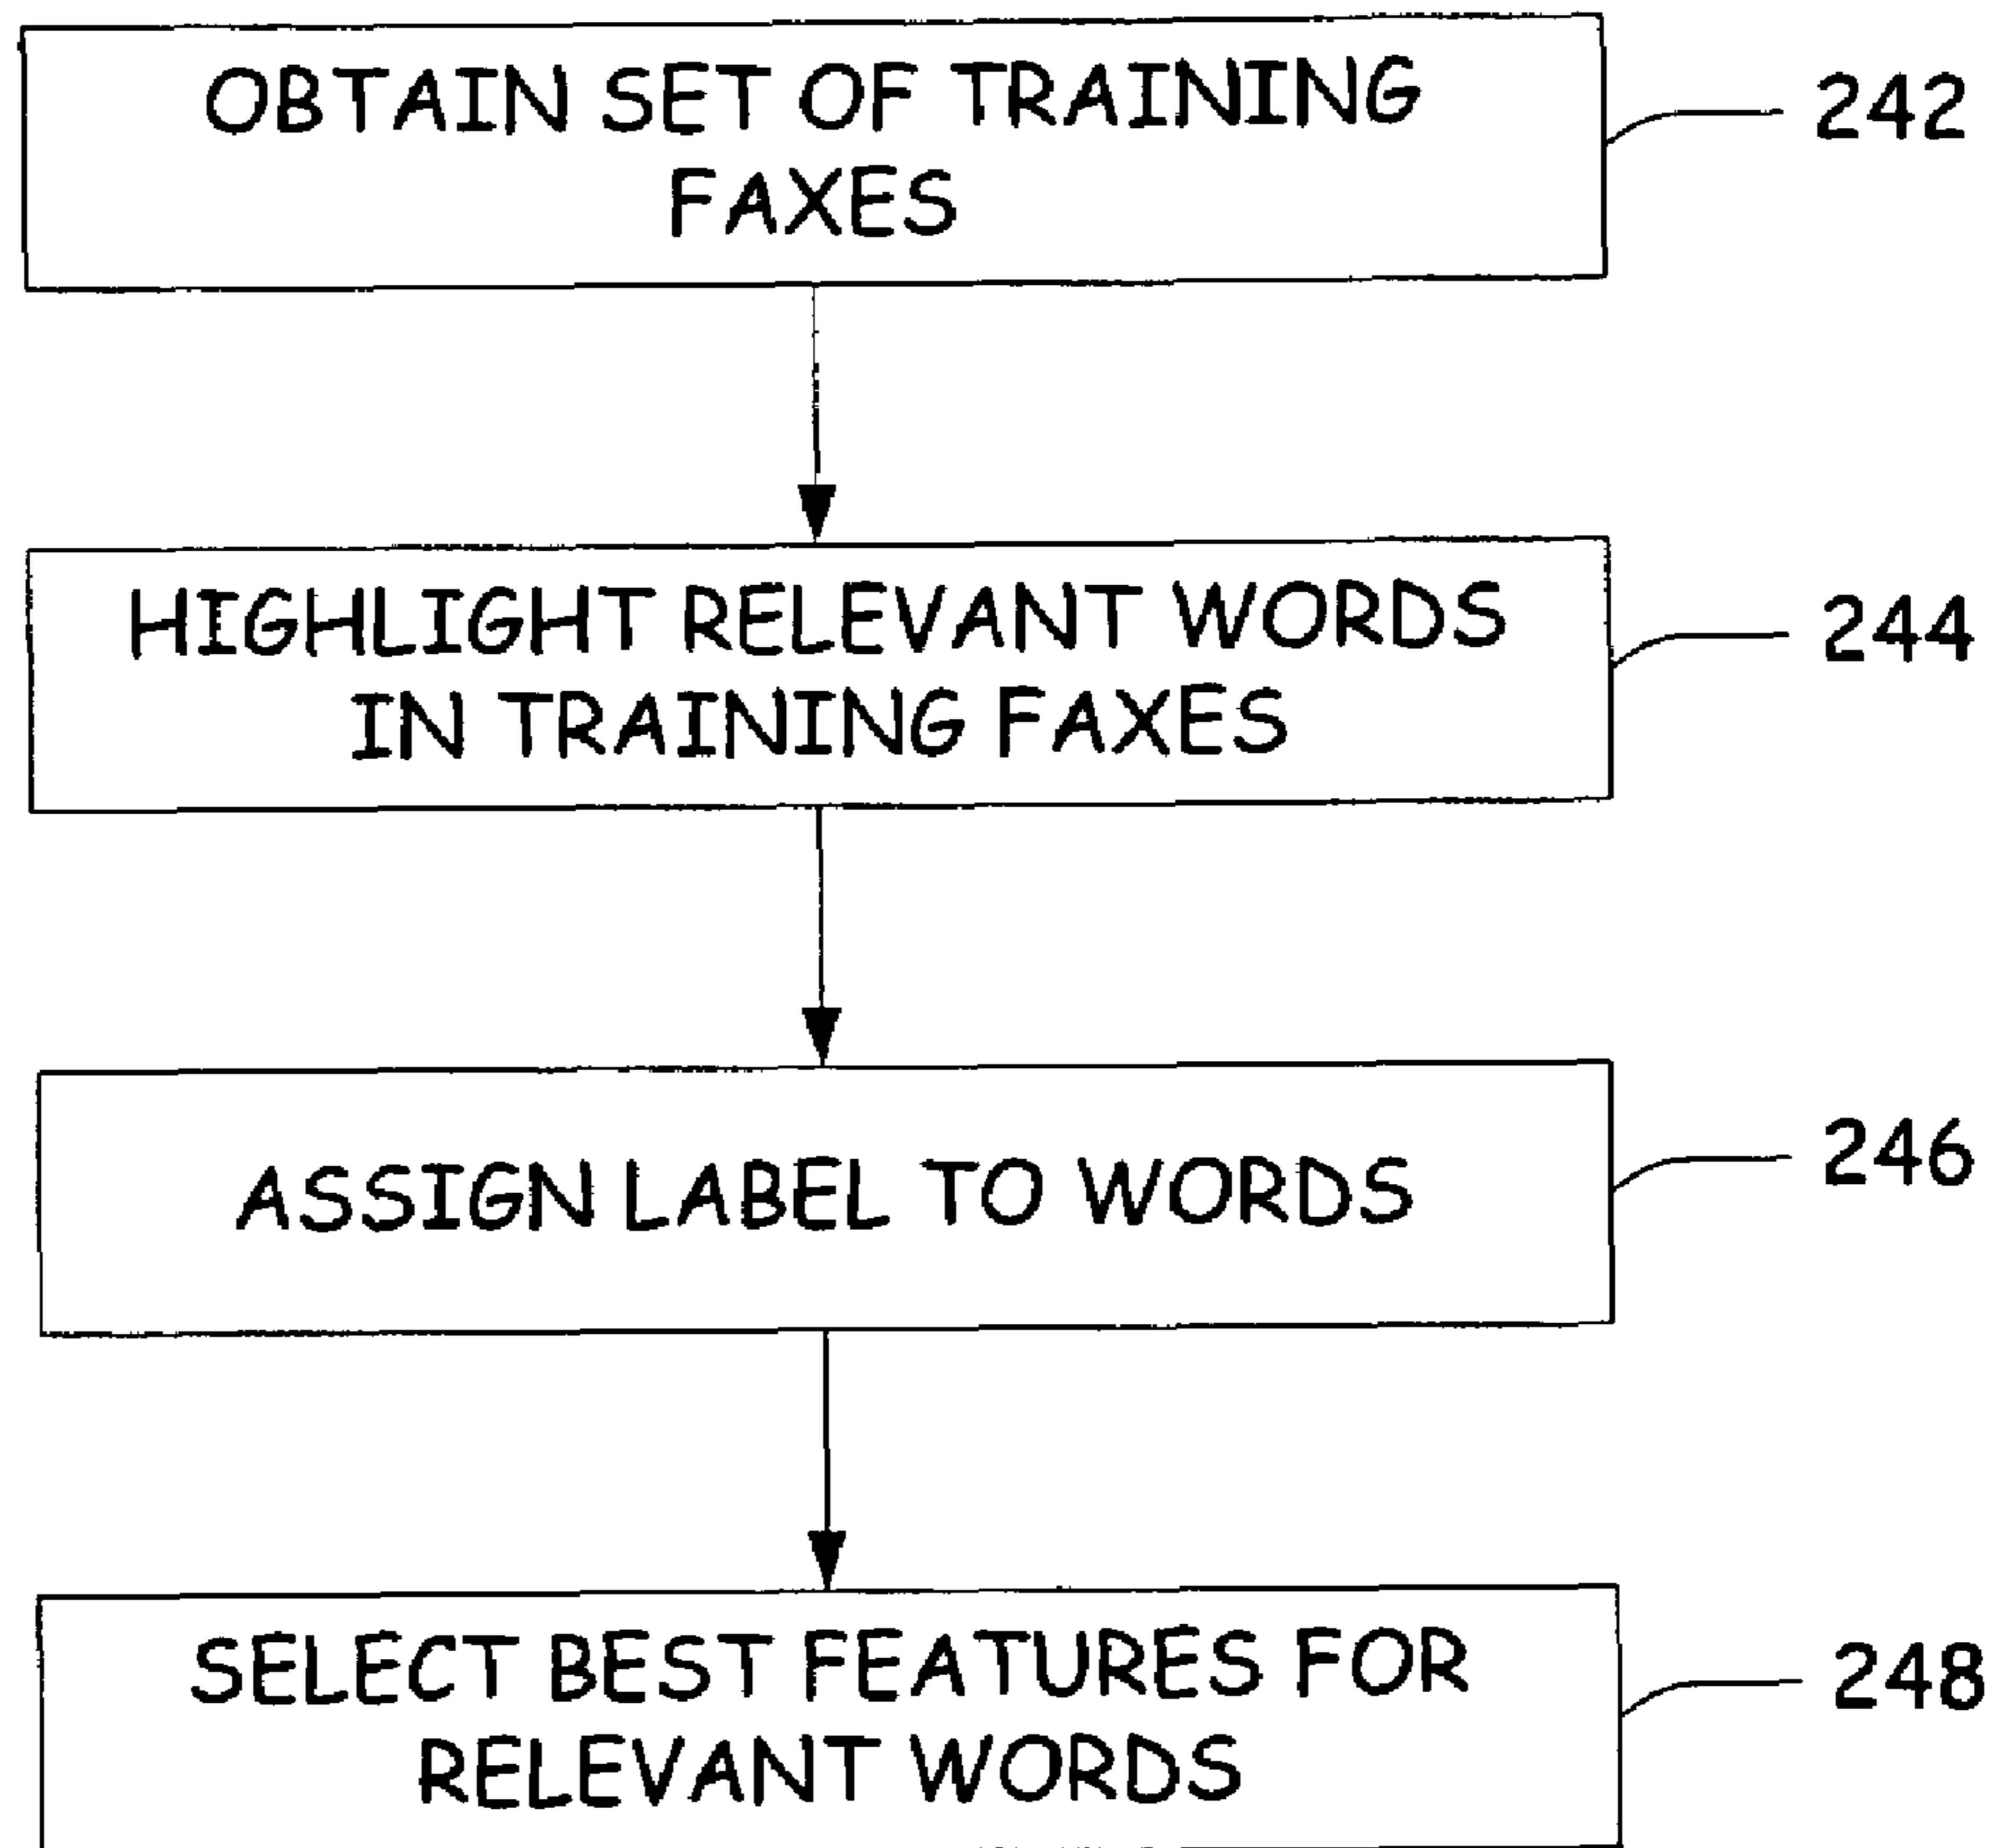 OBTAIN SET OF TRAINING
FAXES
242
HIGHLIGHT RELEVANT WORDS
IN TRAINING FAXES
244
ASSIGN LABEL TO WORDS
246
SELECT BEST FEATURES FOR
RELEVANT WORDS
248